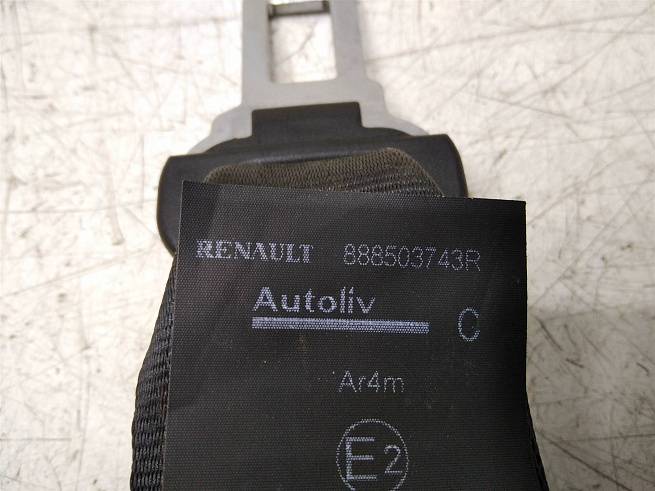 RENAULT 888503743R
Autoliv
C
Ar4m
E2